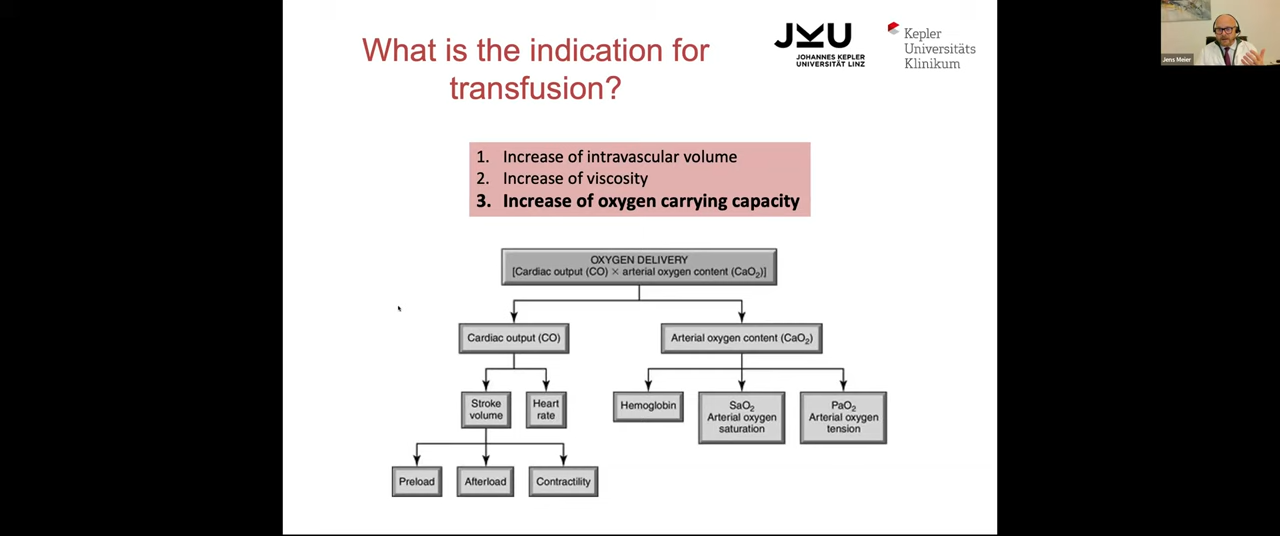 What is the indication for
transfusion?
JKU
JOHANNES KEPLER
UNIVERSITÄT LINZ
Kepler
Universitäts
Klinikum
Jens Meier
1. Increase of intravascular volume
2. Increase of viscosity
3. Increase of oxygen carrying capacity
OXYGEN DELIVERY
[Cardiac output (CO) × arterial oxygen content (CaO₂)]
Cardiac output (CO)
Arterial oxygen content (CaO₂)
Stroke
volume
Heart
rate
Hemoglobin
SaO₂
Arterial oxygen
saturation
PaO₂
Arterial oxygen
tension
Preload
Afterload
Contractility